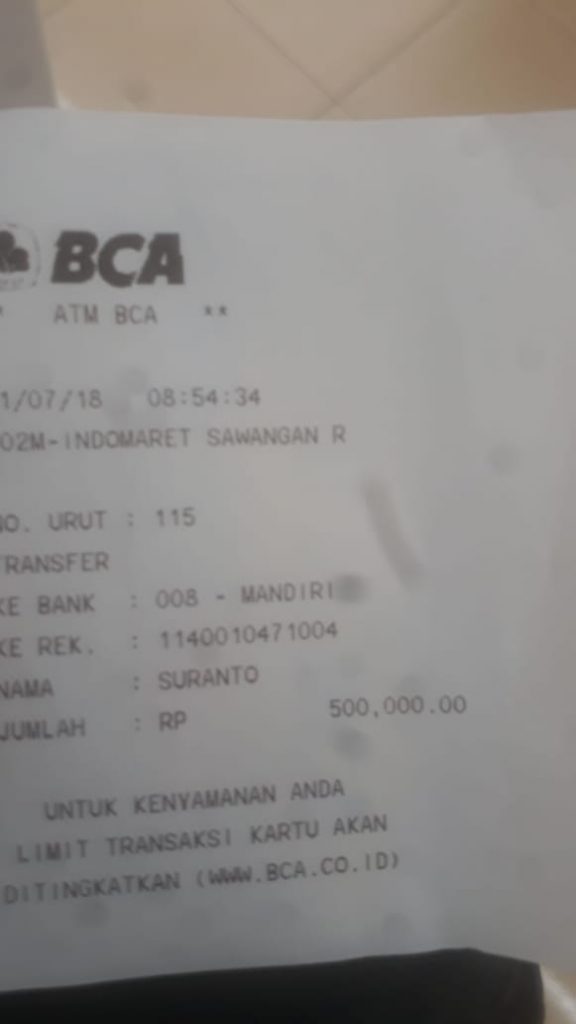 BCA
ATM BCA **
1/07/18 08:54:34
02M-INDOMARET SAWANGAN R
NO. URUT : 115
TRANSFER
KE BANK : 008 - MANDIRI
KE REK. : 1140010471004
NAMA : SURANTO
JUMLAH : RP 500,000.00
UNTUK KENYAMANAN ANDA
LIMIT TRANSAKSI KARTU AKAN
DITINGKATKAN (WWW.BCA.CO.ID)